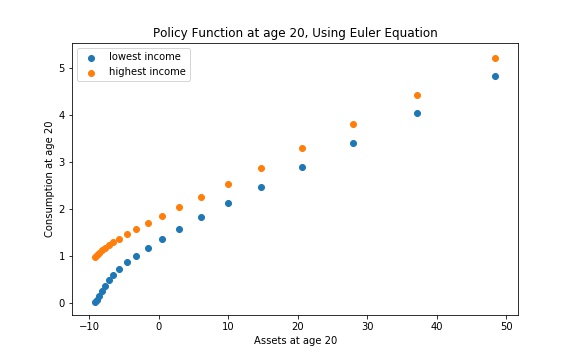 Policy Function at age 20, Using Euler Equation
lowest income
highest income
Consumption at age 20
5
4
3
2
1
0
−10
0
10
20
30
40
50
Assets at age 20